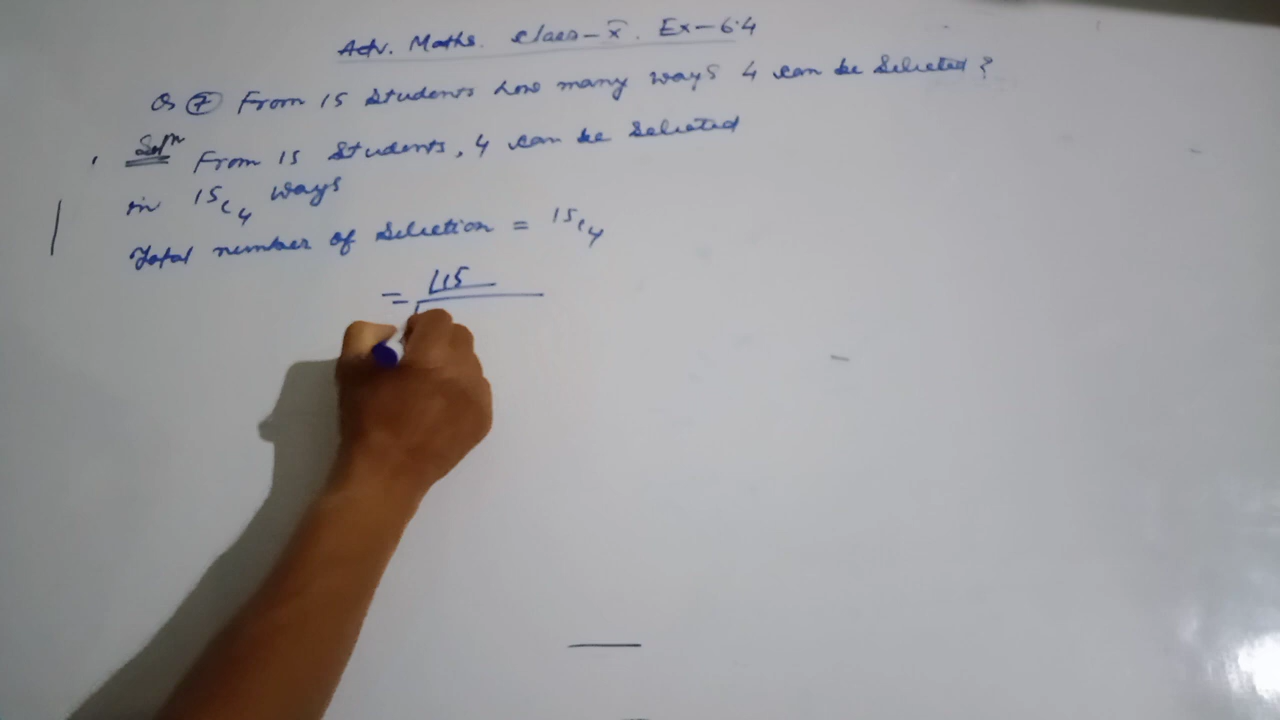 Adv. Maths. Class-X. Ex-6.4
Qs 7 From 15 students how many ways 4 can be selected?
Solⁿ From 15 students, 4 can be selected
in 15C4 ways
Total number of selection = 15C4
= ⌊15